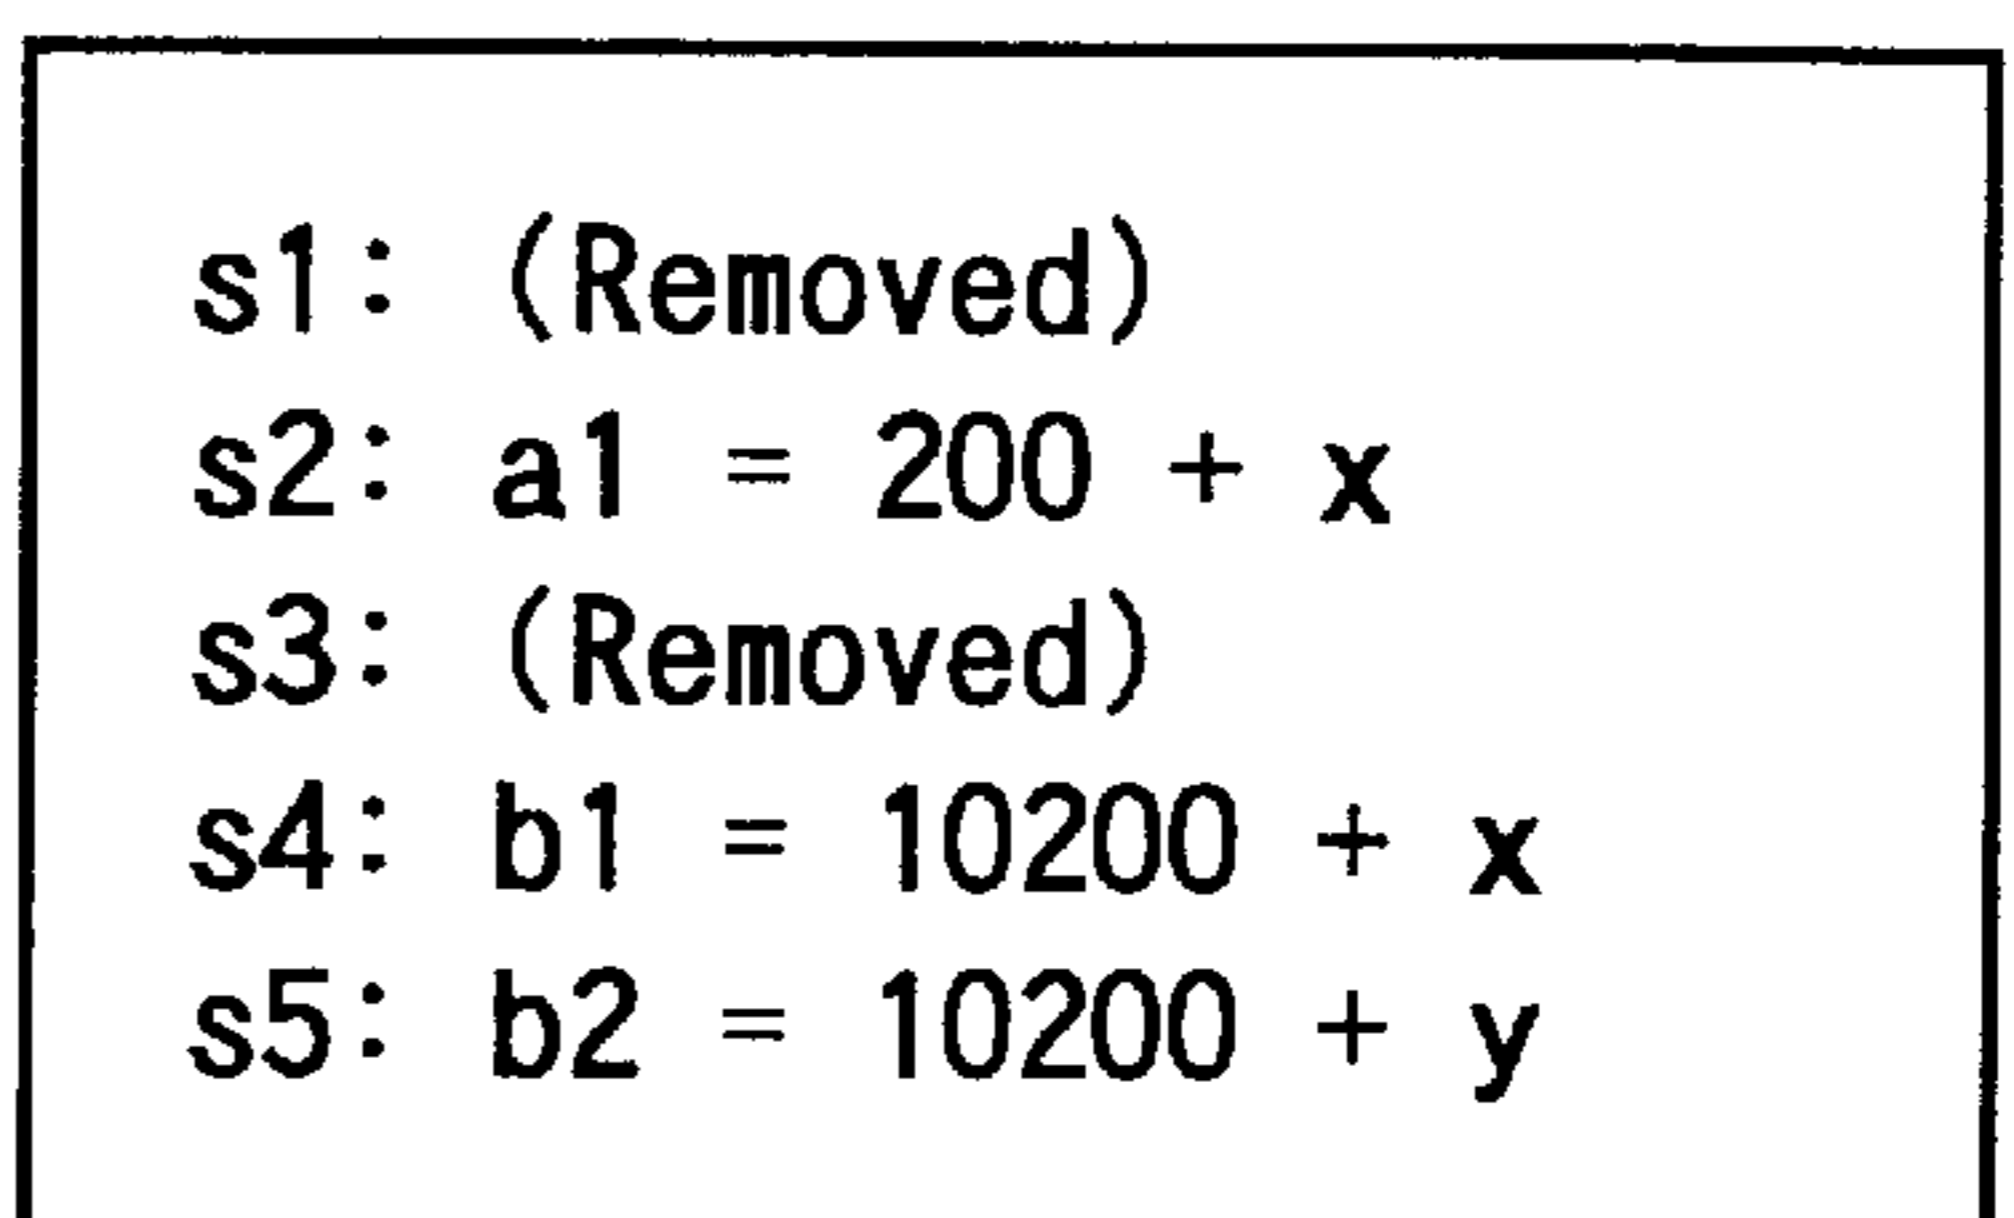 s1: (Removed)
s2: a1 = 200 + x
s3: (Removed)
s4: b1 = 10200 + x
s5: b2 = 10200 + y